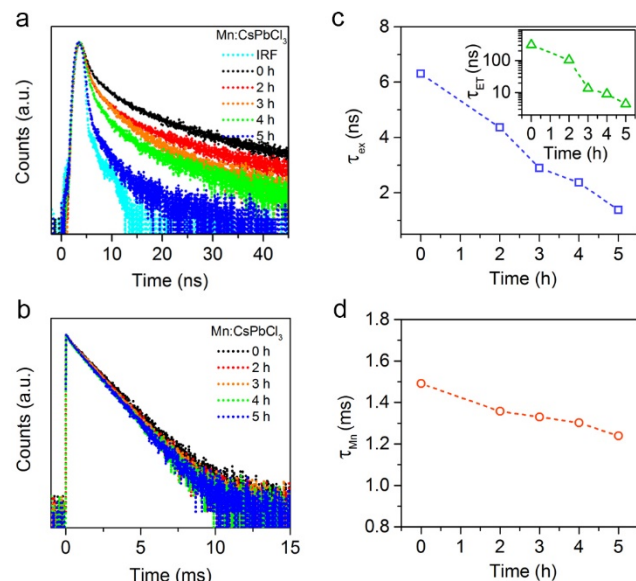 a
Mn:CsPbCl₃
IRF
0 h
2 h
3 h
4 h
5 h
Counts (a.u.)
0 10 20 30 40
Time (ns)
b
Mn:CsPbCl₃
0 h
2 h
3 h
4 h
5 h
Counts (a.u.)
0 5 10 15
Time (ms)
c
8
6
4
2
τex (ns)
0 1 2 3 4 5
Time (h)
100
10
τET (ns)
0 1 2 3 4 5
Time (h)
d
1.8
1.6
1.4
1.2
1.0
0.8
τMn (ms)
0 1 2 3 4 5
Time (h)